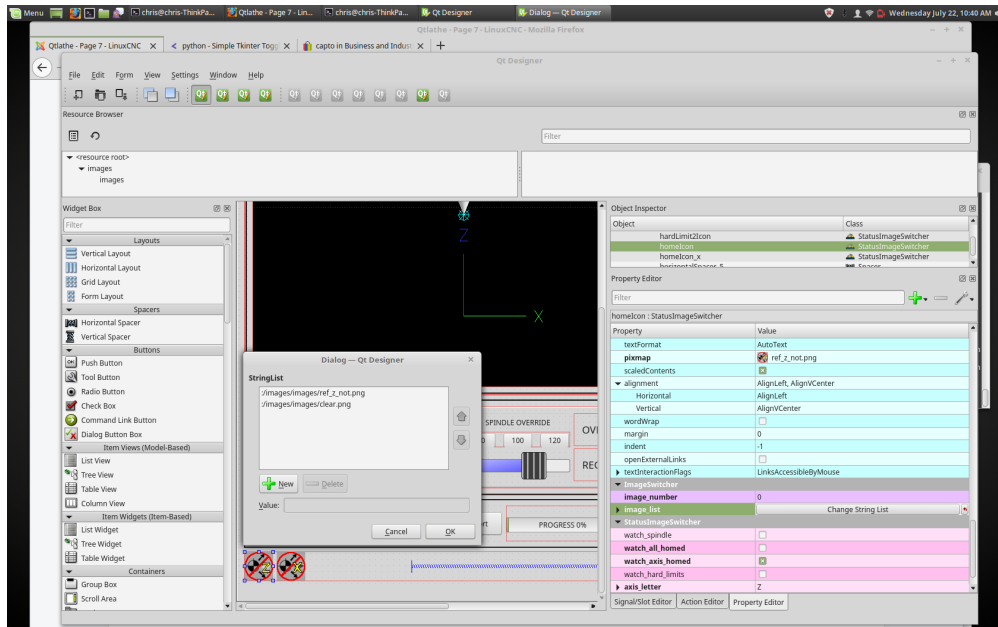 Menu
chris@chris-ThinkPa...
Qtlathe - Page 7 - Lin...
chris@chris-ThinkPa...
Qt Designer
Dialog — Qt Designer
Wednesday July 22, 10:40 AM
Qtlathe - Page 7 - LinuxCNC - Mozilla Firefox
Qtlathe - Page 7 - LinuxCNC
python - Simple Tkinter Togg
capto in Business and Indust
Qt Designer
File Edit Form View Settings Window Help
Resource Browser
Filter
<resource root>
images
images
Widget Box
Filter
Layouts
Vertical Layout
Horizontal Layout
Grid Layout
Form Layout
Spacers
Horizontal Spacer
Vertical Spacer
Buttons
Push Button
Tool Button
Radio Button
Check Box
Command Link Button
Dialog Button Box
Item Views (Model-Based)
List View
Tree View
Table View
Column View
Item Widgets (Item-Based)
List Widget
Tree Widget
Table Widget
Containers
Group Box
Scroll Area
Z
X
Dialog — Qt Designer
StringList
:/images/images/ref_z_not.png
:/images/images/clear.png
New
Delete
Value:
Cancel
OK
SPINDLE OVERRIDE
0 100 120
OVI
REC
rt
PROGRESS 0%
Z
X
Object Inspector
Object Class
hardLimit2Icon StatusImageSwitcher
homeIcon StatusImageSwitcher
homeIcon_x StatusImageSwitcher
horizontalSpacer_5 Spacer
Property Editor
Filter
homeIcon : StatusImageSwitcher
Property Value
textFormat AutoText
pixmap ref_z_not.png
scaledContents
alignment AlignLeft, AlignVCenter
Horizontal AlignLeft
Vertical AlignVCenter
wordWrap
margin 0
indent -1
openExternalLinks
textInteractionFlags LinksAccessibleByMouse
ImageSwitcher
image_number 0
image_list Change String List
StatusImageSwitcher
watch_spindle
watch_all_homed
watch_axis_homed
watch_hard_limits
axis_letter Z
Signal/Slot Editor
Action Editor
Property Editor